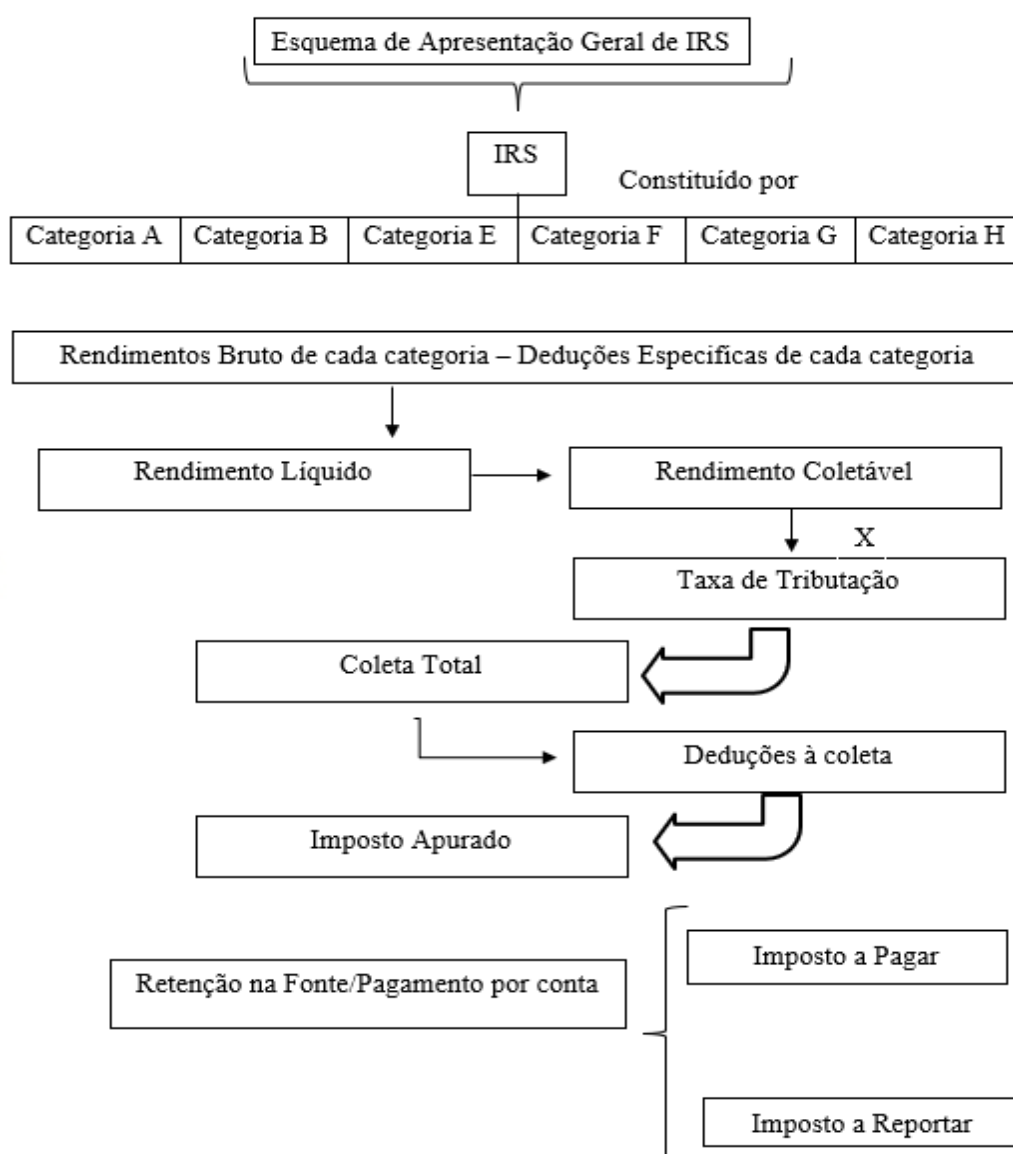 Esquema de Apresentação Geral de IRS
IRS
Constituído por
Categoria A
Categoria B
Categoria E
Categoria F
Categoria G
Categoria H
Rendimentos Bruto de cada categoria – Deduções Especifícas de cada categoria
Rendimento Líquido
Rendimento Coletável
X
Taxa de Tributação
Coleta Total
Deduções à coleta
Imposto Apurado
Imposto a Pagar
Retenção na Fonte/Pagamento por conta
Imposto a Reportar